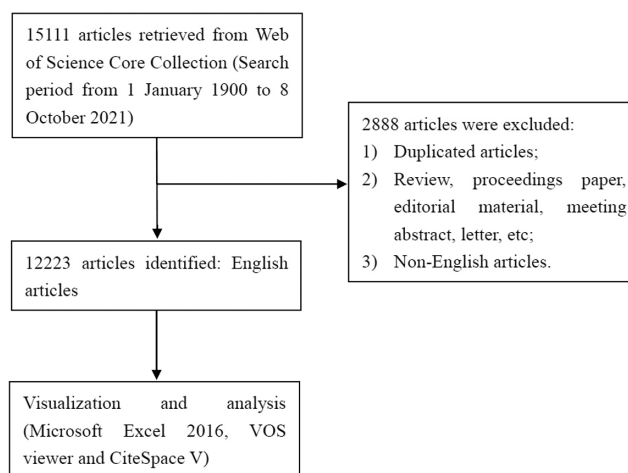 15111 articles retrieved from Web
of Science Core Collection (Search
period from 1 January 1900 to 8
October 2021)
2888 articles were excluded:
1) Duplicated articles;
2) Review, proceedings paper,
editorial material, meeting
abstract, letter, etc;
3) Non-English articles.
12223 articles identified: English
articles
Visualization and analysis
(Microsoft Excel 2016, VOS
viewer and CiteSpace V)